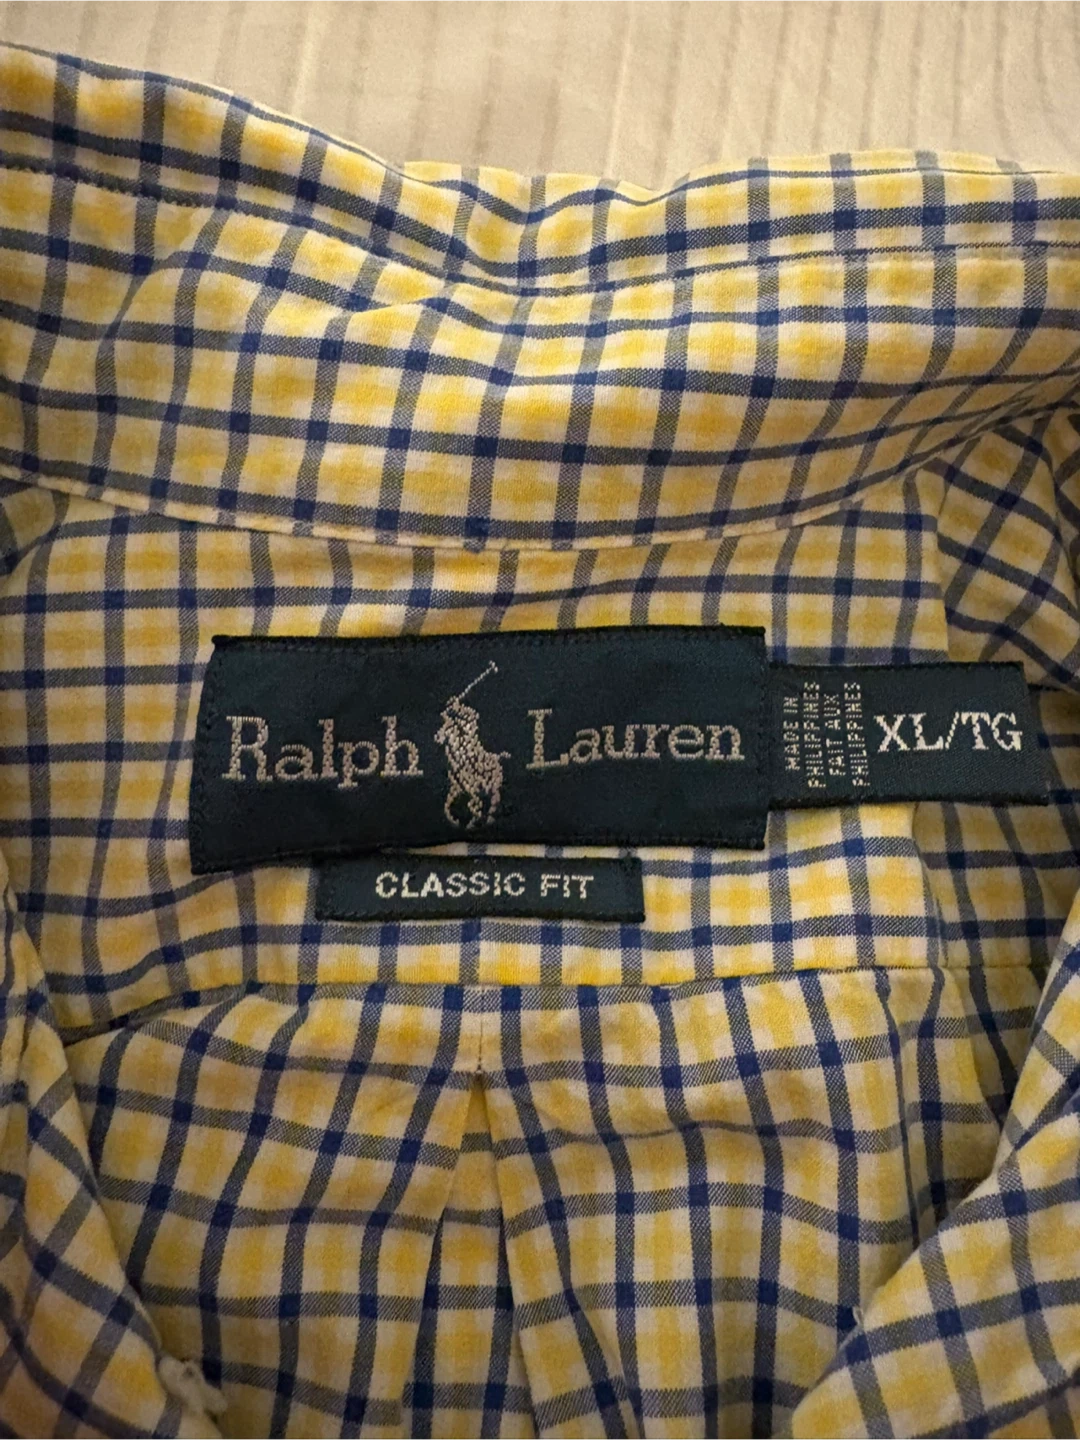 Ralph Lauren
MADE IN
PHILIPPINES
FAIT AUX
PHILIPPINES
XL/TG
CLASSIC FIT